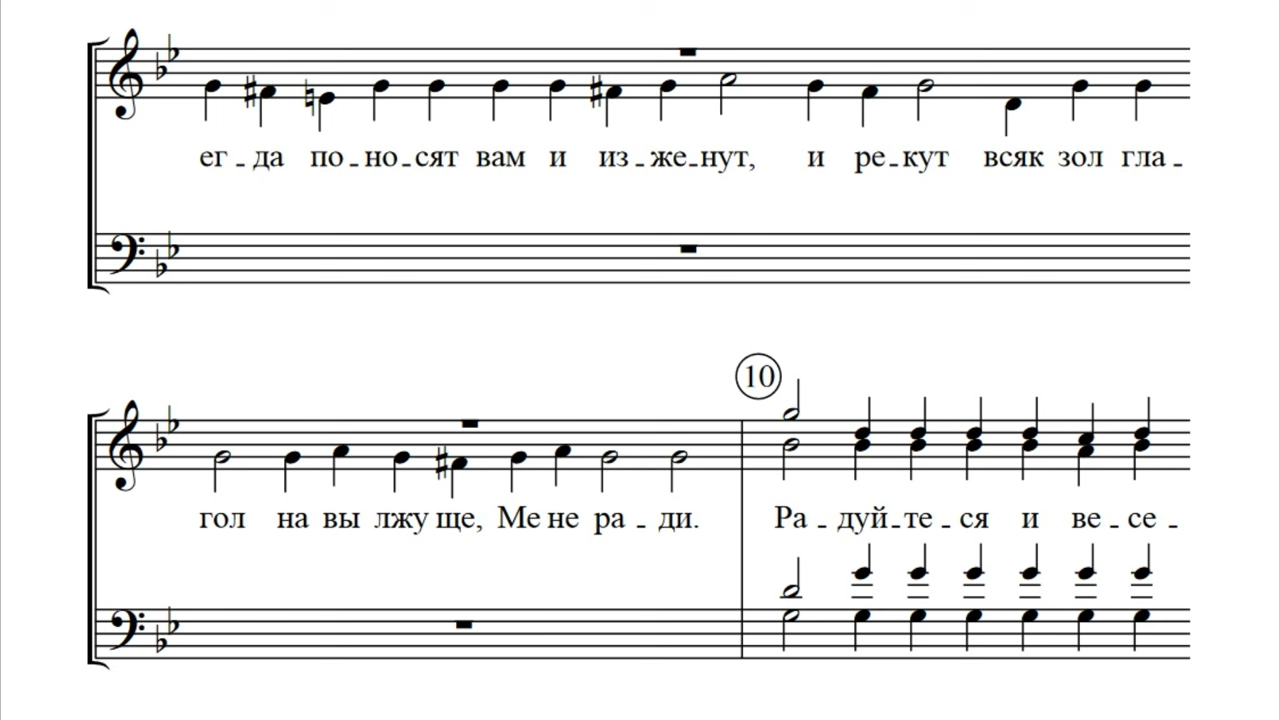 ег - да по - но - сят вам и из - же - нут, и ре - кут всяк зол гла -
10
гол на вы лжу ще, Ме не ра - ди. Ра - дуй - те - ся и ве - се -